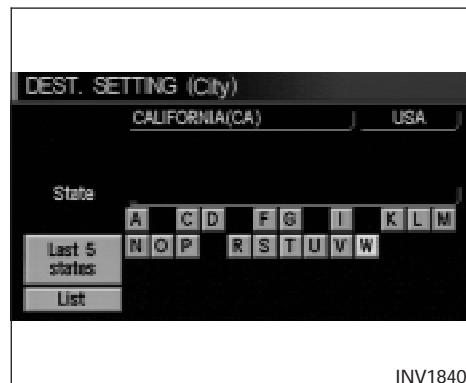 DEST. SETTING (City)
CALIFORNIA(CA) USA
State
A C D F G I K L M
N O P R S T U V W
Last 5
states
List
INV1840